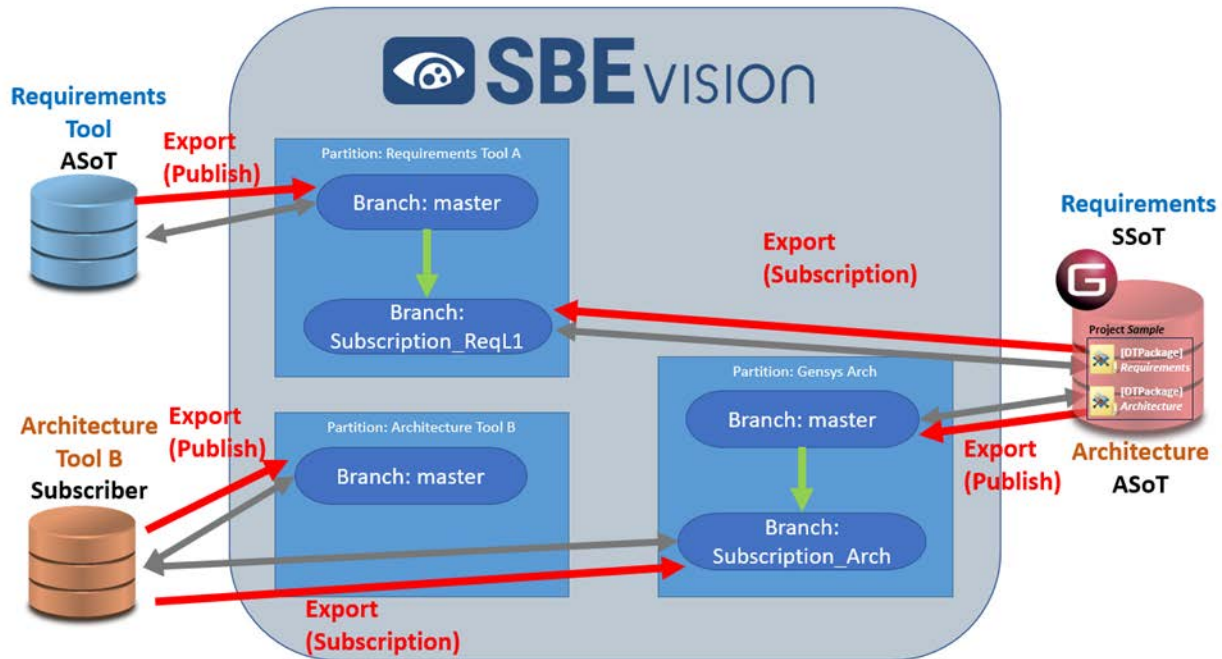 SBE VISION
Requirements
Tool
ASoT
Export
(Publish)
Partition: Requirements Tool A
Branch: master
Branch:
Subscription_ReqL1
Export
(Subscription)
Requirements
SSoT
G
Project Sample
[DTPackage]
Requirements
[DTPackage]
Architecture
Architecture
ASoT
Export
(Publish)
Partition: Gensys Arch
Branch: master
Branch:
Subscription_Arch
Architecture
Tool B
Subscriber
Export
(Publish)
Partition: Architecture Tool B
Branch: master
Export
(Subscription)